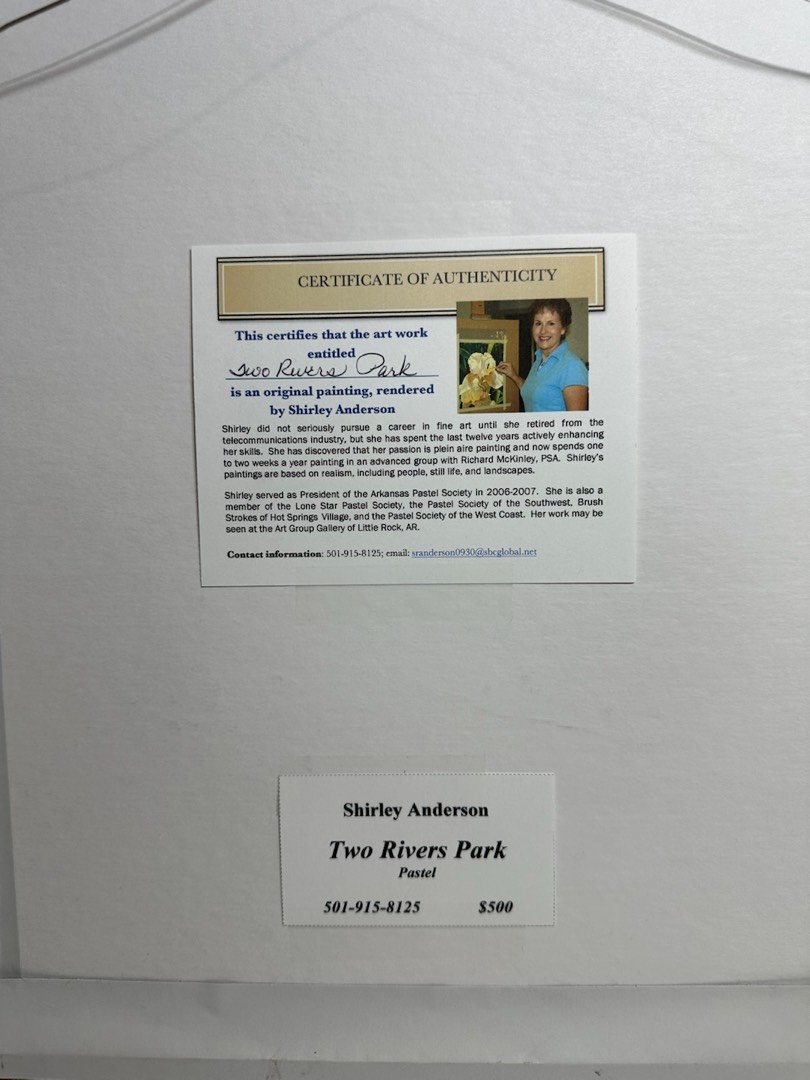 CERTIFICATE OF AUTHENTICITY
This certifies that the art work
entitled
Two Rivers Park
is an original painting, rendered
by Shirley Anderson
Shirley did not seriously pursue a career in fine art until she retired from the
telecommunications industry, but she has spent the last twelve years actively enhancing
her skills. She has discovered that her passion is plein aire painting and now spends one
to two weeks a year painting in an advanced group with Richard McKinley, PSA. Shirley's
paintings are based on realism, including people, still life, and landscapes.
Shirley served as President of the Arkansas Pastel Society in 2006-2007. She is also a
member of the Lone Star Pastel Society, the Pastel Society of the Southwest, Brush
Strokes of Hot Springs Village, and the Pastel Society of the West Coast. Her work may be
seen at the Art Group Gallery of Little Rock, AR.
Contact information: 501-915-8125; email: sranderson0930@sbcglobal.net
Shirley Anderson
Two Rivers Park
Pastel
501-915-8125 $500